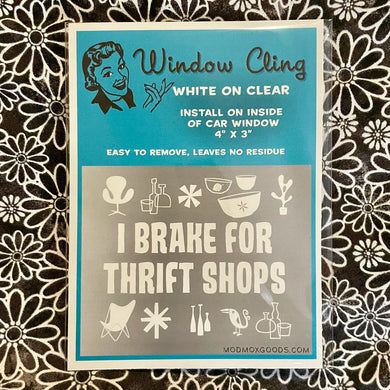 Window Cling
WHITE ON CLEAR
INSTALL ON INSIDE
OF CAR WINDOW
4" X 3"
EASY TO REMOVE, LEAVES NO RESIDUE
I BRAKE FOR
THRIFT SHOPS
MODMOXGOODS.COM